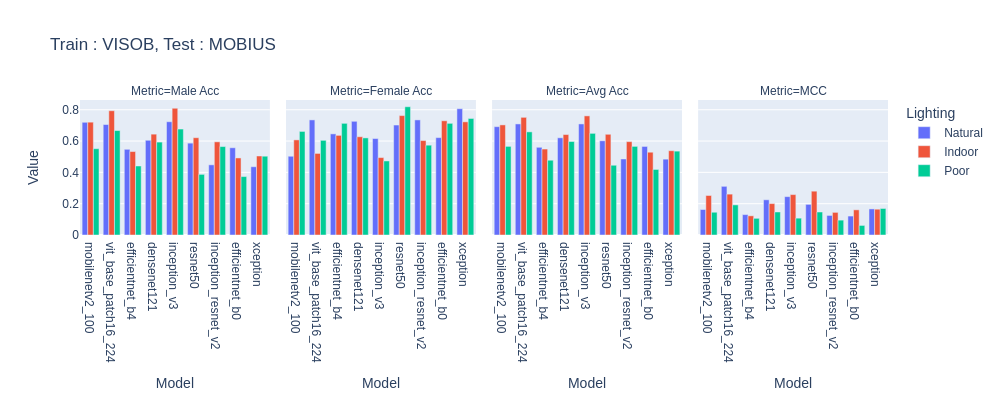 Train : VISOB, Test : MOBIUS
Metric=Male Acc
Metric=Female Acc
Metric=Avg Acc
Metric=MCC
Value
0.8
0.6
0.4
0.2
0
Lighting
Natural
Indoor
Poor
mobilenetv2_100
vit_base_patch16_224
efficientnet_b4
densenet121
inception_v3
resnet50
inception_resnet_v2
efficientnet_b0
xception
mobilenetv2_100
vit_base_patch16_224
efficientnet_b4
densenet121
inception_v3
resnet50
inception_resnet_v2
efficientnet_b0
xception
mobilenetv2_100
vit_base_patch16_224
efficientnet_b4
densenet121
inception_v3
resnet50
inception_resnet_v2
efficientnet_b0
xception
mobilenetv2_100
vit_base_patch16_224
efficientnet_b4
densenet121
inception_v3
resnet50
inception_resnet_v2
efficientnet_b0
xception
Model
Model
Model
Model